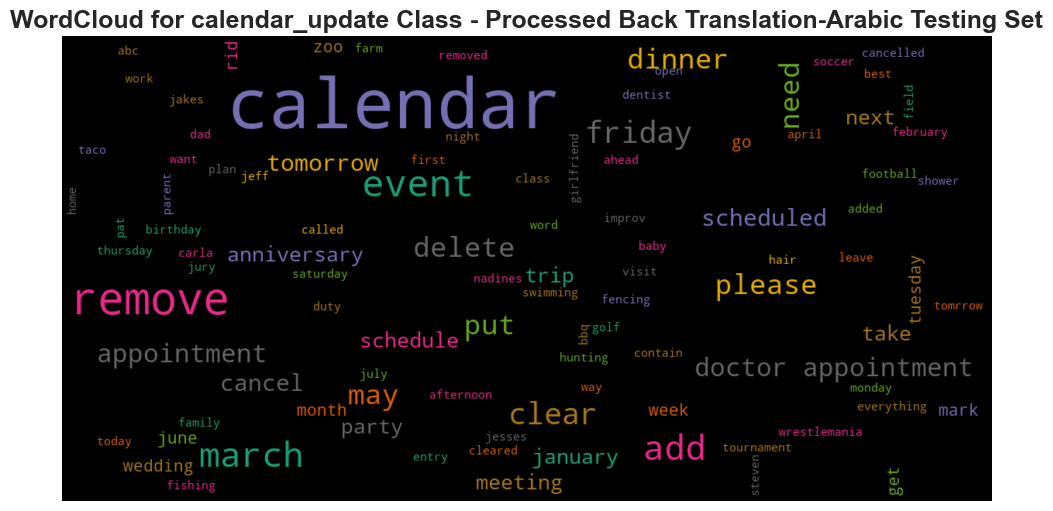 WordCloud for calendar_update Class - Processed Back Translation-Arabic Testing Set
abc
rid
zoo
farm
removed
dinner
open
soccer
cancelled
work
best
jakes
calendar
dentist
need
field
dad
night
friday
go
april
next
february
taco
want
plan
tomorrow
first
ahead
jeff
event
class
girlfriend
football
shower
home
parent
pat
birthday
called
word
improv
scheduled
added
thursday
carla
anniversary
delete
baby
hair
leave
jury
saturday
nadines
trip
visit
please
tuesday
remove
duty
swimming
fencing
tomrrow
put
bbq
golf
take
schedule
appointment
hunting
contain
doctor appointment
cancel
july
may
afternoon
way
monday
month
clear
week
everything
mark
family
party
wrestlemania
today
june
march
jesses
cleared
entry
add
tournament
wedding
january
steven
fishing
meeting
get